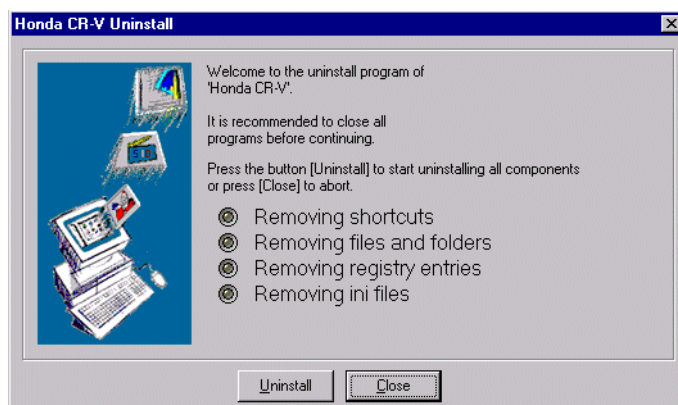 Honda CR-V Uninstall
Welcome to the uninstall program of
'Honda CR-V'.
It is recommended to close all
programs before continuing.
Press the button [Uninstall] to start uninstalling all components
or press [Close] to abort.
Removing shortcuts
Removing files and folders
Removing registry entries
Removing ini files
Uninstall
Close